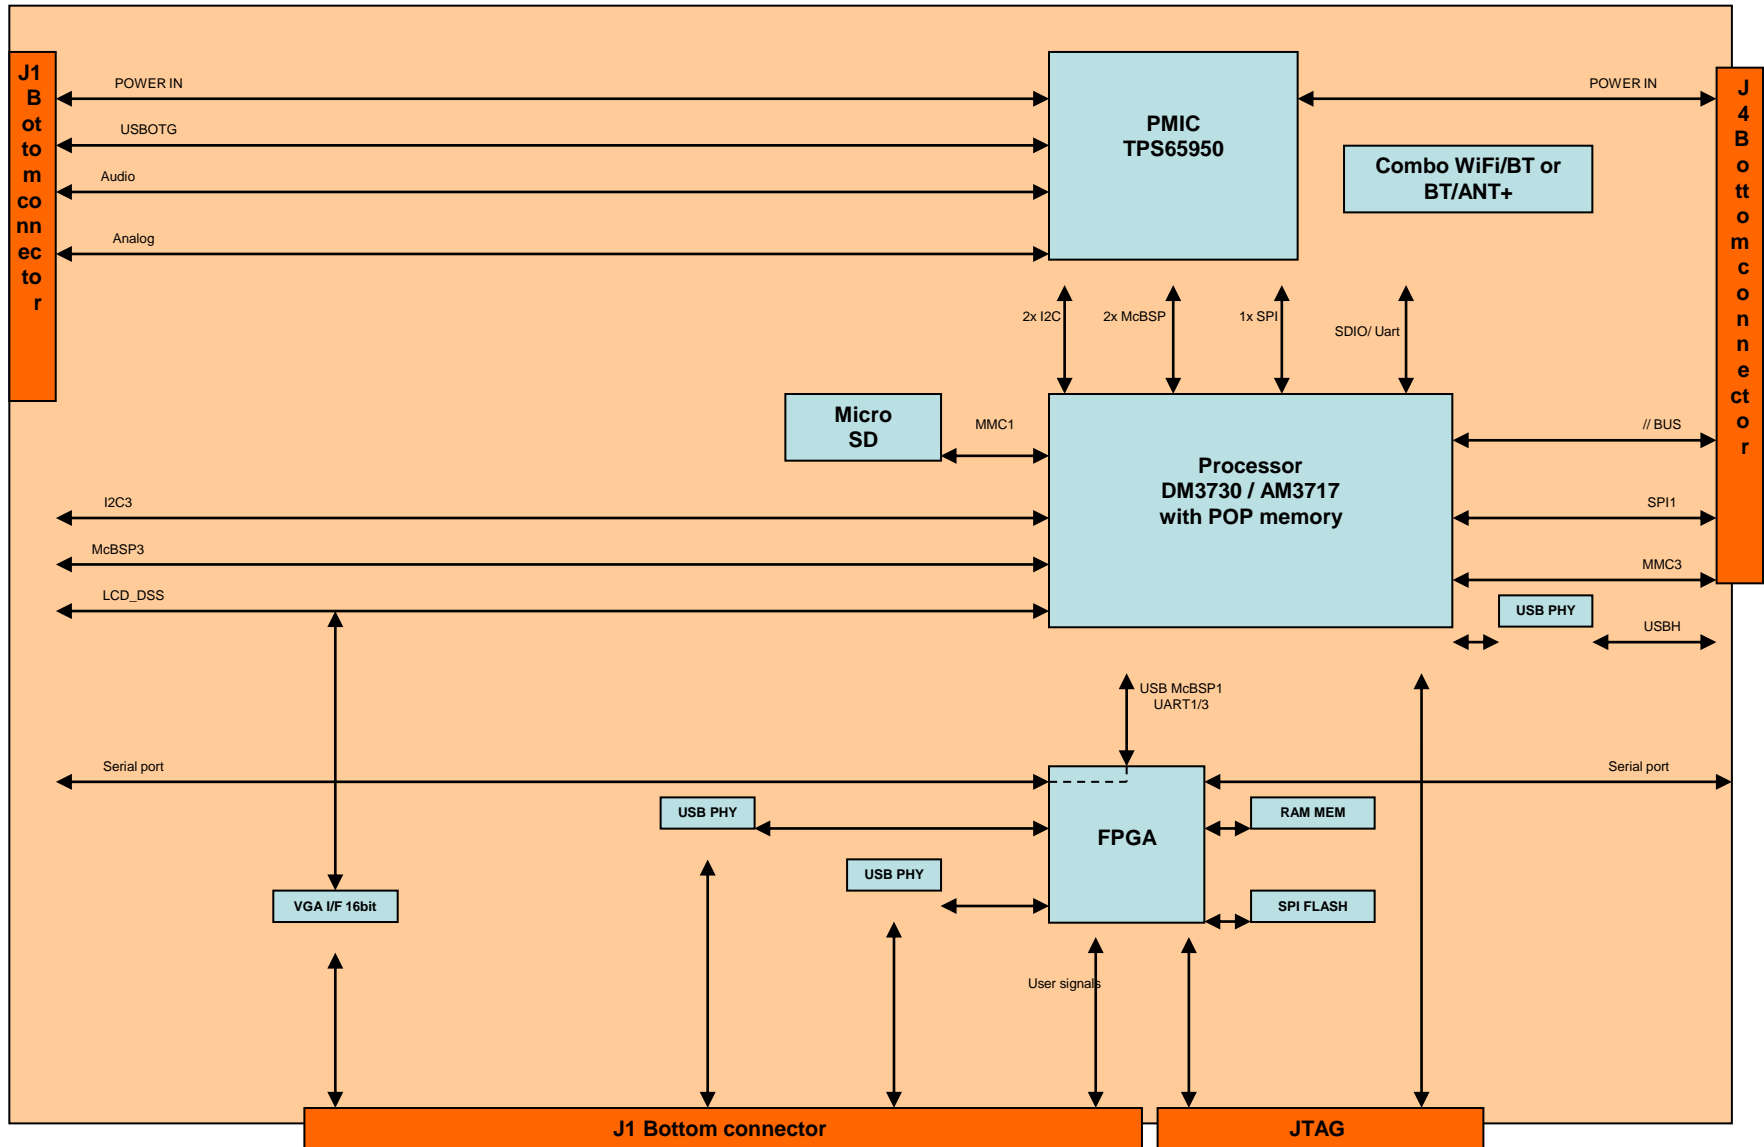 J1
B
ot
to
m
co
nn
ec
to
r
POWER IN
USBOTG
Audio
Analog
PMIC
TPS65950
POWER IN
Combo WiFi/BT or
BT/ANT+
J
4
B
o
tt
o
m
c
o
n
n
e
ct
o
r
2x I2C
2x McBSP
1x SPI
SDIO/ Uart
Micro
SD
MMC1
Processor
DM3730 / AM3717
with POP memory
// BUS
SPI1
MMC3
USB PHY
USBH
I2C3
McBSP3
LCD_DSS
USB McBSP1
UART1/3
Serial port
Serial port
USB PHY
USB PHY
FPGA
RAM MEM
SPI FLASH
VGA I/F 16bit
User signals
J1 Bottom connector
JTAG